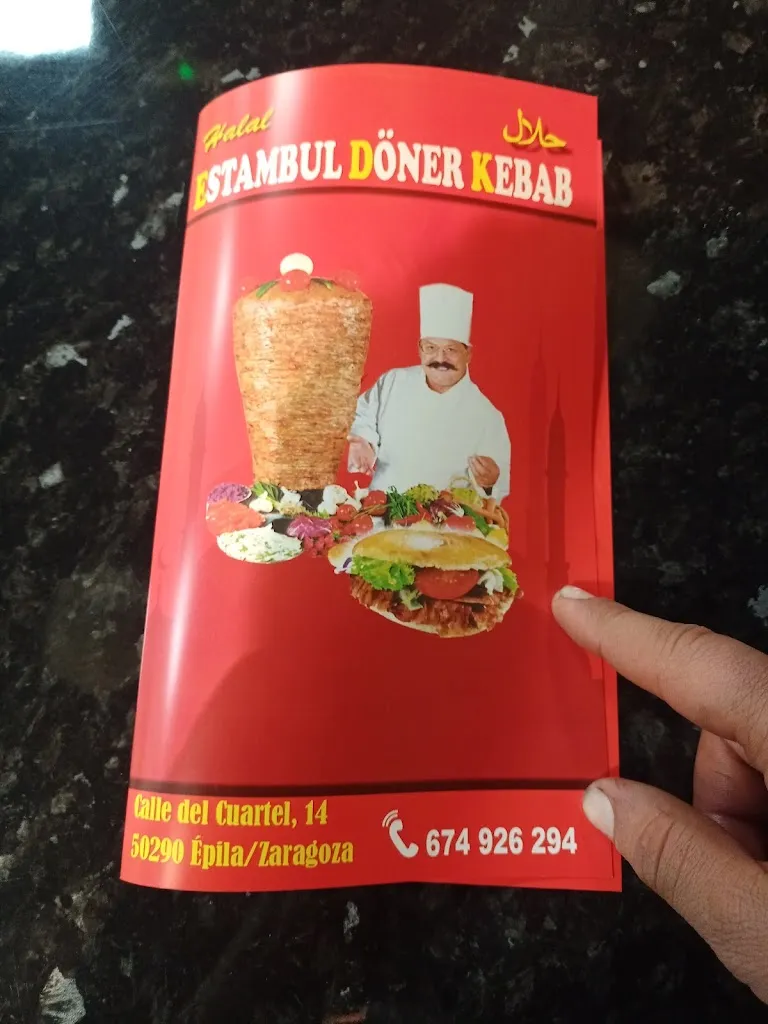 Halal
حلال
ESTAMBUL DÖNER KEBAB
Calle del Cuartel, 14
50290 Épila/Zaragoza
674 926 294